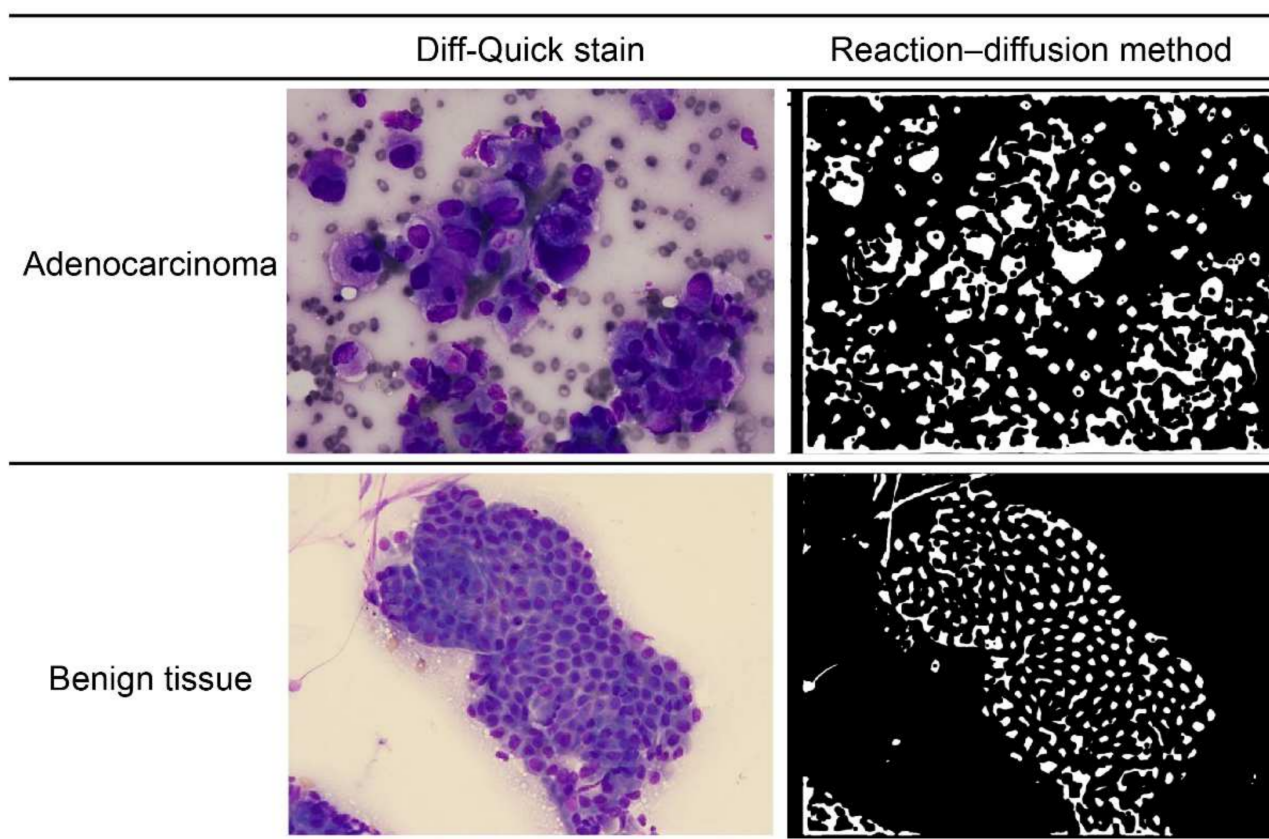 Diff-Quick stain
Reaction–diffusion method
Adenocarcinoma
Benign tissue